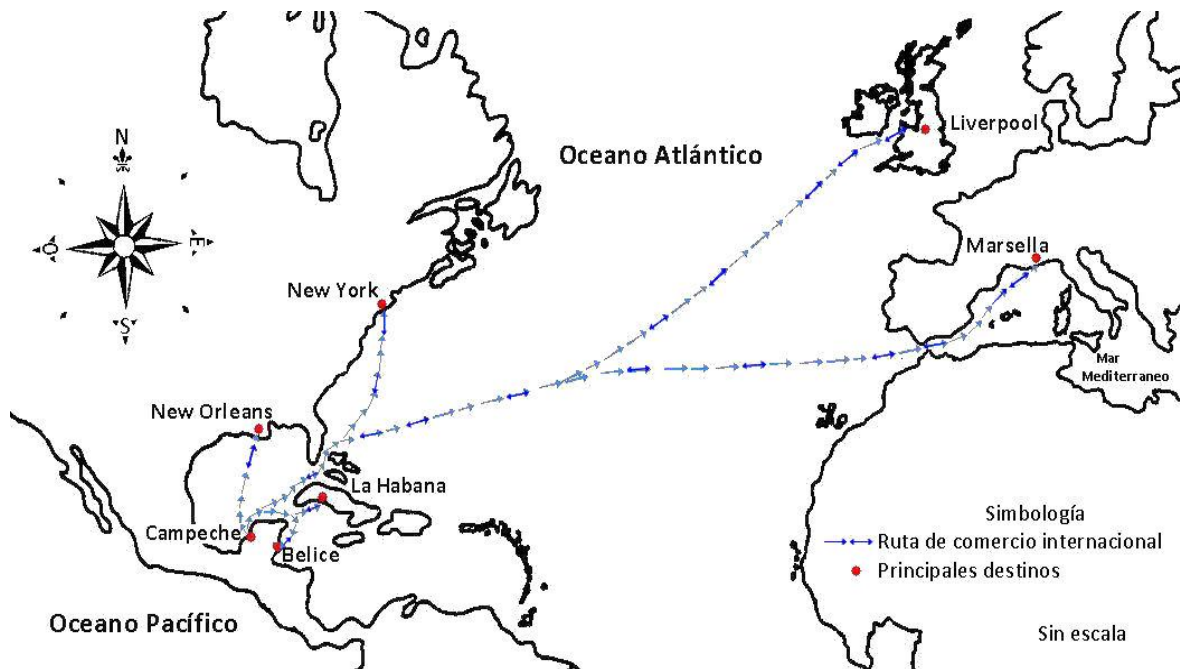 Liverpool
Oceano Atlántico
N
O
E
S
Marsella
New York
Mar
Mediterraneo
New Orleans
La Habana
Campeche
Belice
Simbología
Ruta de comercio internacional
Principales destinos
Oceano Pacífico
Sin escala